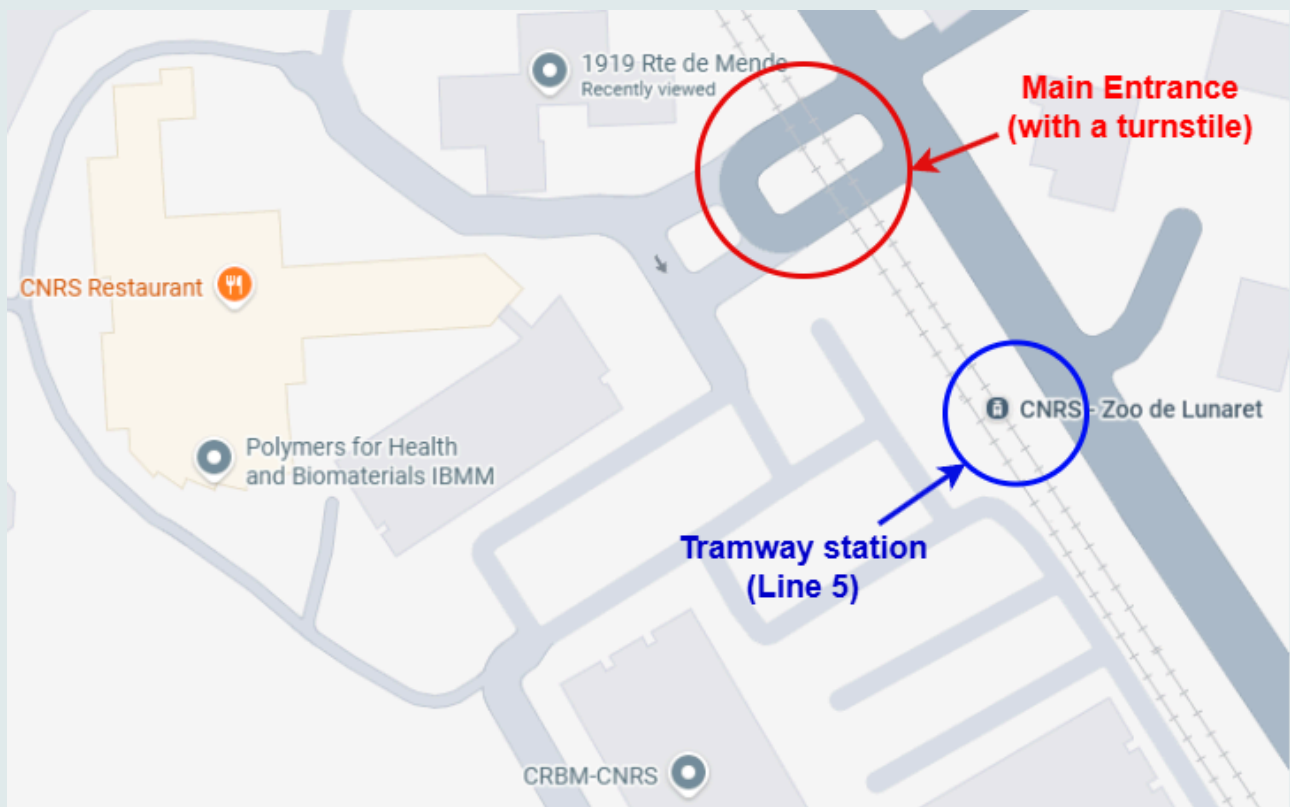 1919 Rte de Mende
Recently viewed
Main Entrance
(with a turnstile)
CNRS Restaurant
CNRS - Zoo de Lunaret
Polymers for Health
and Biomaterials IBMM
Tramway station
(Line 5)
CRBM-CNRS